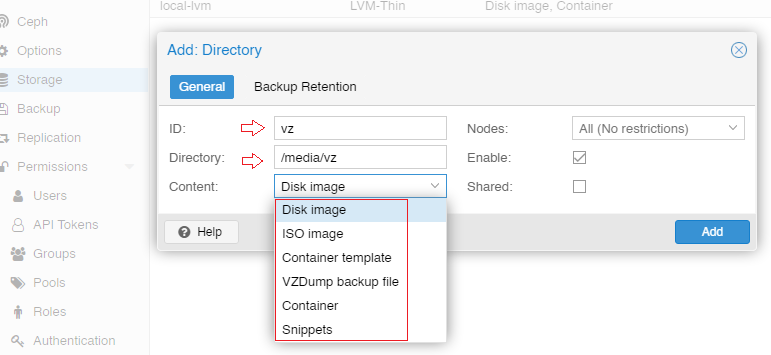 local-lvm LVM-Thin Disk image, Container
Ceph
Options
Storage
Backup
Replication
Permissions
Users
API Tokens
Groups
Pools
Roles
Authentication
Add: Directory
General Backup Retention
ID: vz Nodes: All (No restrictions)
Directory: /media/vz Enable:
Content: Disk image Shared:
Disk image
ISO image
Container template
VZDump backup file
Container
Snippets
Help Add